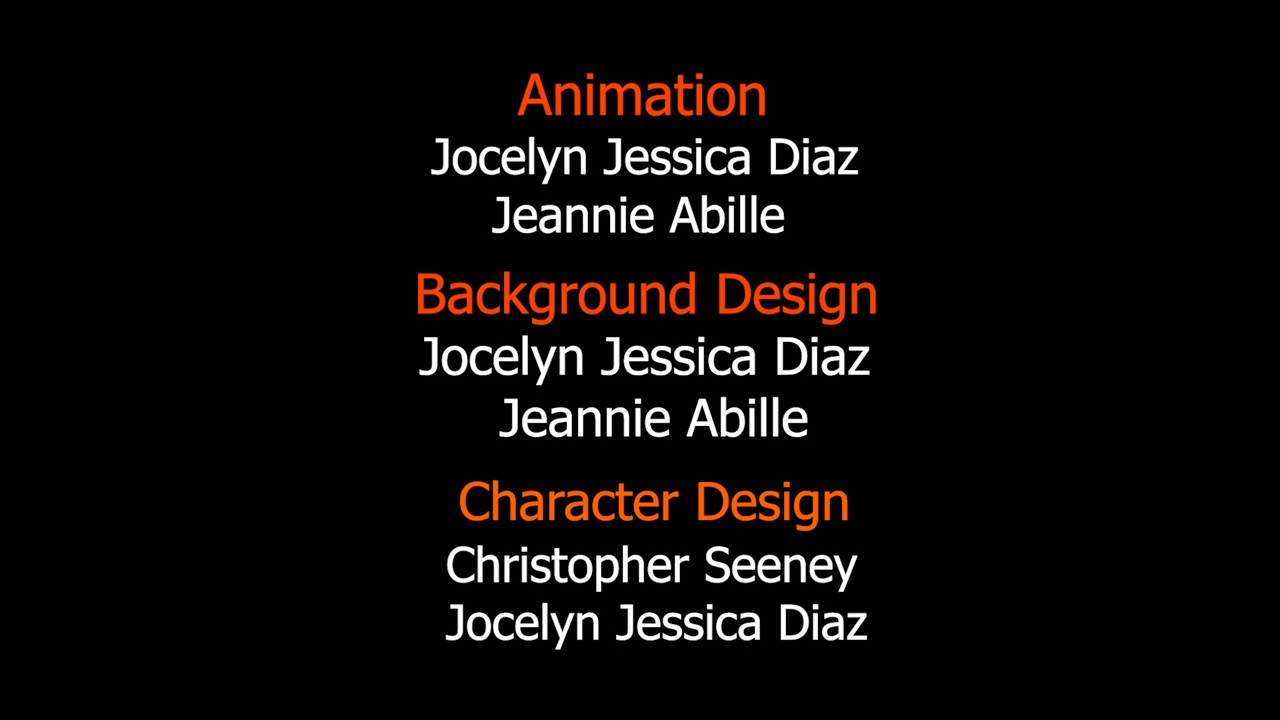 Animation
Jocelyn Jessica Diaz
Jeannie Abille
Background Design
Jocelyn Jessica Diaz
Jeannie Abille
Character Design
Christopher Seeney
Jocelyn Jessica Diaz